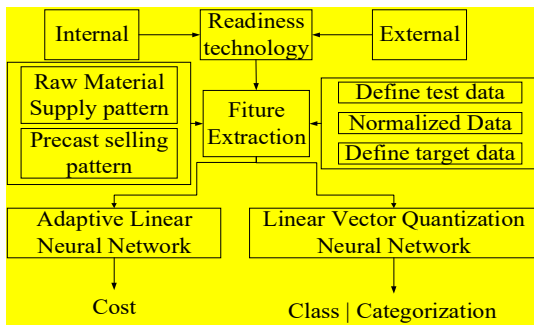 Internal
Readiness
technology
External
Raw Material
Supply pattern
Precast selling
pattern
Fiture
Extraction
Define test data
Normalized Data
Define target data
Adaptive Linear
Neural Network
Linear Vector Quantization
Neural Network
Cost
Class | Categorization